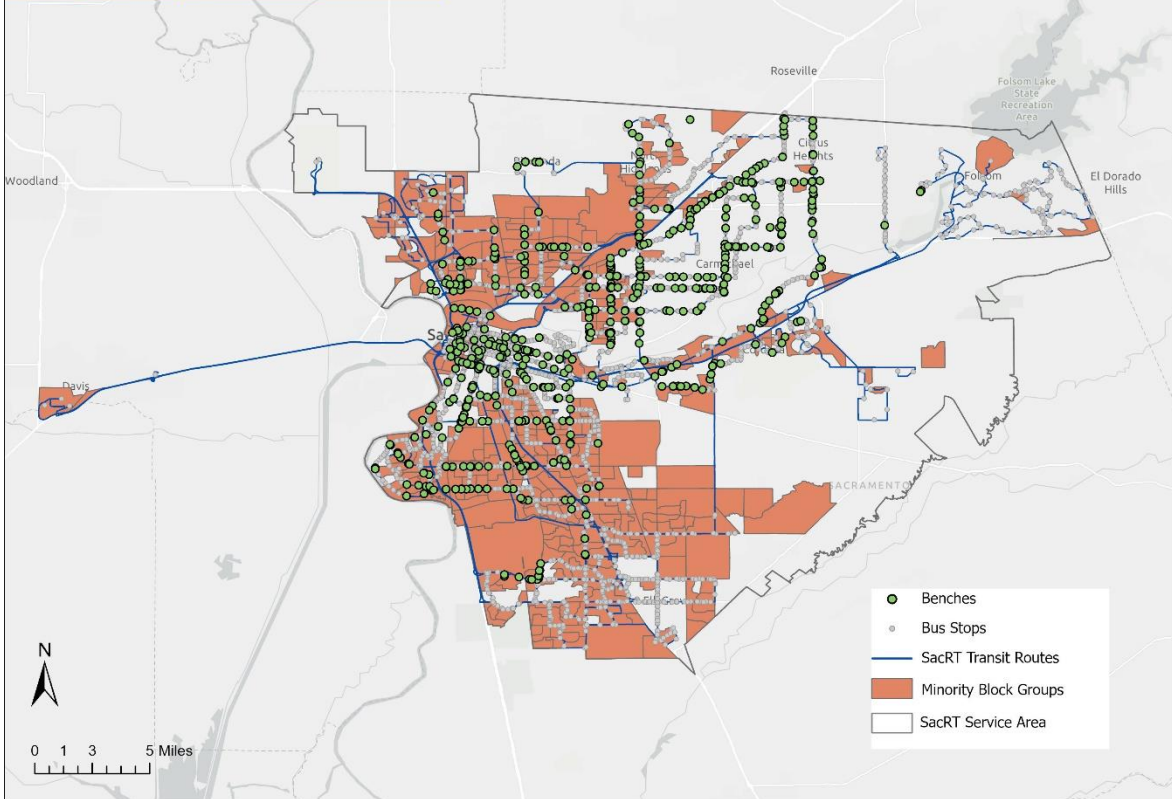 Roseville
Folsom Lake
State
Recreation
Area
Heights
Woodland
Folsom
El Dorado
Hills
Carmichael
Davis
SACRAMENTO
Benches
Bus Stops
SacRT Transit Routes
Minority Block Groups
SacRT Service Area
N
0 1 3 5 Miles